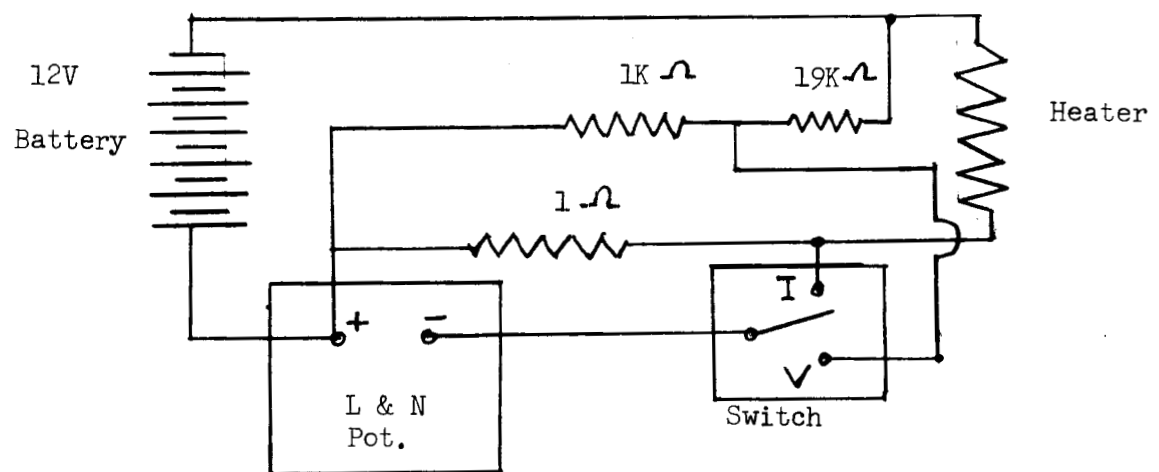 12V
Battery
1K Ω
19K Ω
Heater
1 Ω
+ -
I
V
L & N
Pot.
Switch